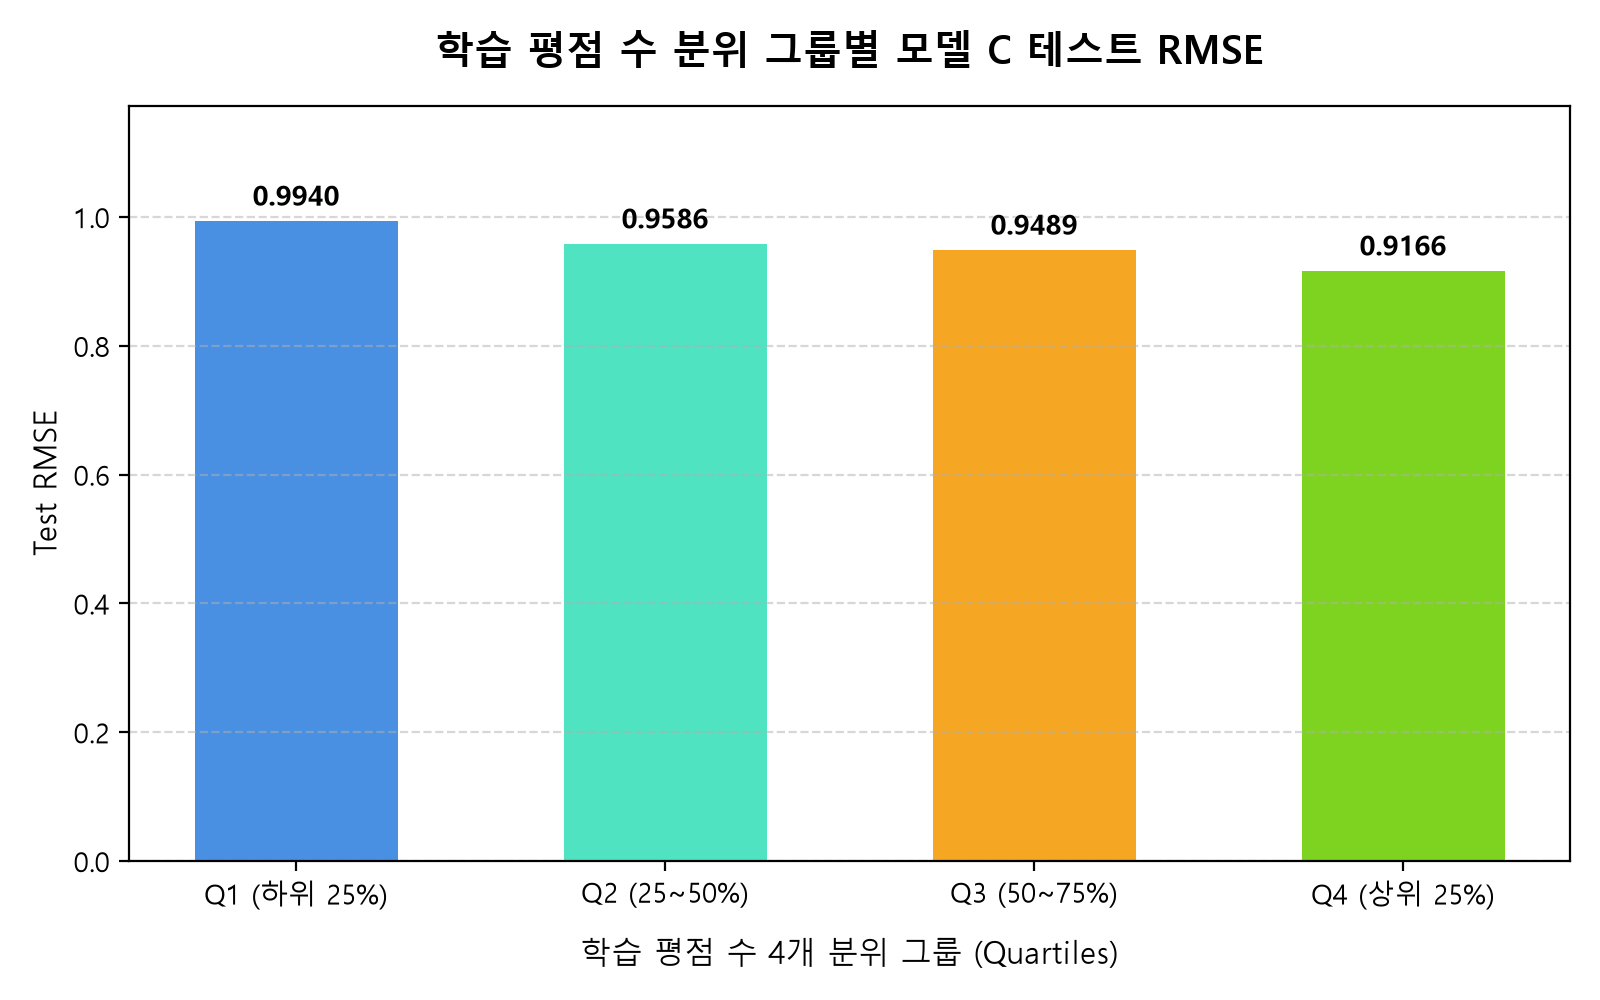 학습 평점 수 분위 그룹별 모델 C 테스트 RMSE
0.9940
0.9586
0.9489
0.9166
1.0
0.8
0.6
0.4
0.2
0.0
Test RMSE
Q1 (하위 25%)
Q2 (25~50%)
Q3 (50~75%)
Q4 (상위 25%)
학습 평점 수 4개 분위 그룹 (Quartiles)